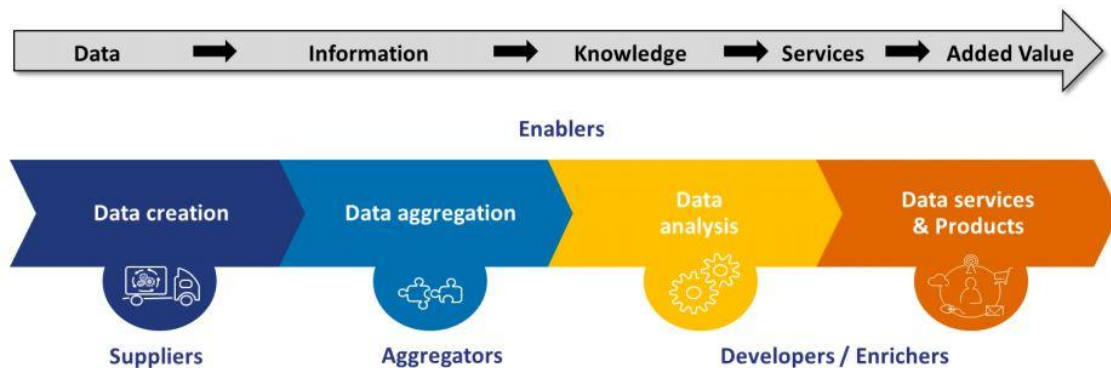 Data Information Knowledge Services Added Value
Enablers
Data creation
Data aggregation
Data
analysis
Data services
& Products
Suppliers
Aggregators
Developers / Enrichers